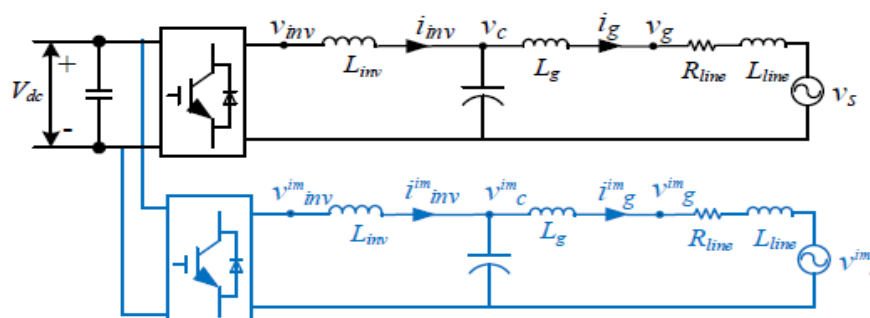 v_inv i_inv v_c i_g v_g
+ L_inv L_g R_line L_line
V_dc v_s
-
v^im_inv i^im_inv v^im_c i^im_g v^im_g
L_inv L_g R_line L_line
v^im